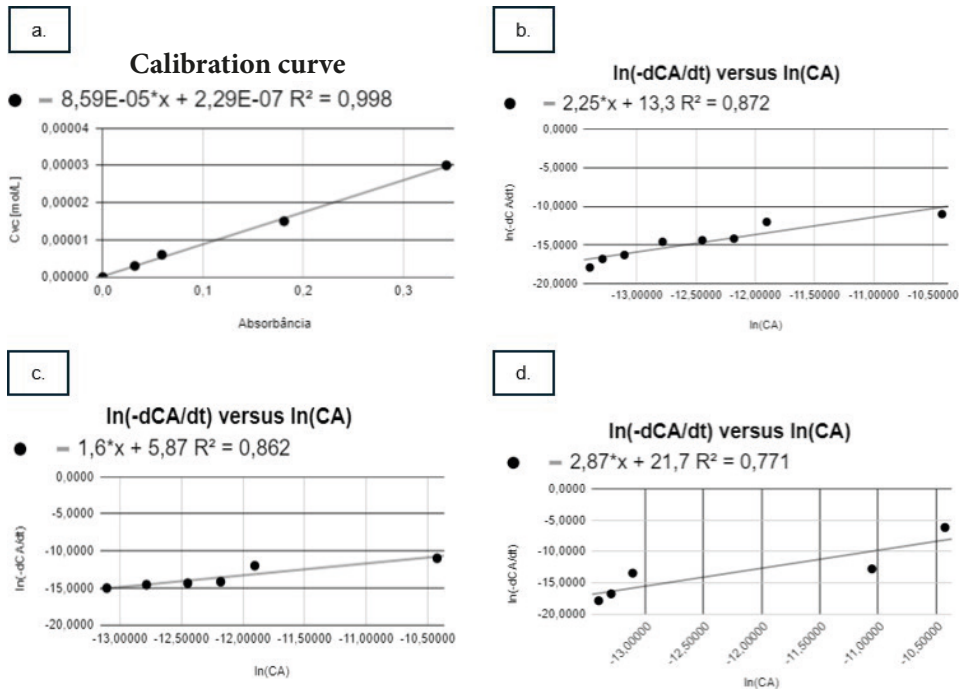 a.
Calibration curve
8,59E-05*x + 2,29E-07 R² = 0,998
0,00004
0,00003
0,00002
0,00001
0,00000
Cvc [mol/L]
0,0 0,1 0,2 0,3
Absorbância
b.
ln(-dCA/dt) versus ln(CA)
2,25*x + 13,3 R² = 0,872
0,0000
-5,0000
-10,0000
-15,0000
-20,0000
ln(-dCA/dt)
-13,00000 -12,50000 -12,00000 -11,50000 -11,00000 -10,50000
ln(CA)
c.
ln(-dCA/dt) versus ln(CA)
1,6*x + 5,87 R² = 0,862
0,0000
-5,0000
-10,0000
-15,0000
-20,0000
ln(-dCA/dt)
-13,00000 -12,50000 -12,00000 -11,50000 -11,00000 -10,50000
ln(CA)
d.
ln(-dCA/dt) versus ln(CA)
2,87*x + 21,7 R² = 0,771
0,0000
-5,0000
-10,0000
-15,0000
-20,0000
ln(-dCA/dt)
-13,00000 -12,50000 -12,00000 -11,50000 -11,00000 -10,50000
ln(CA)